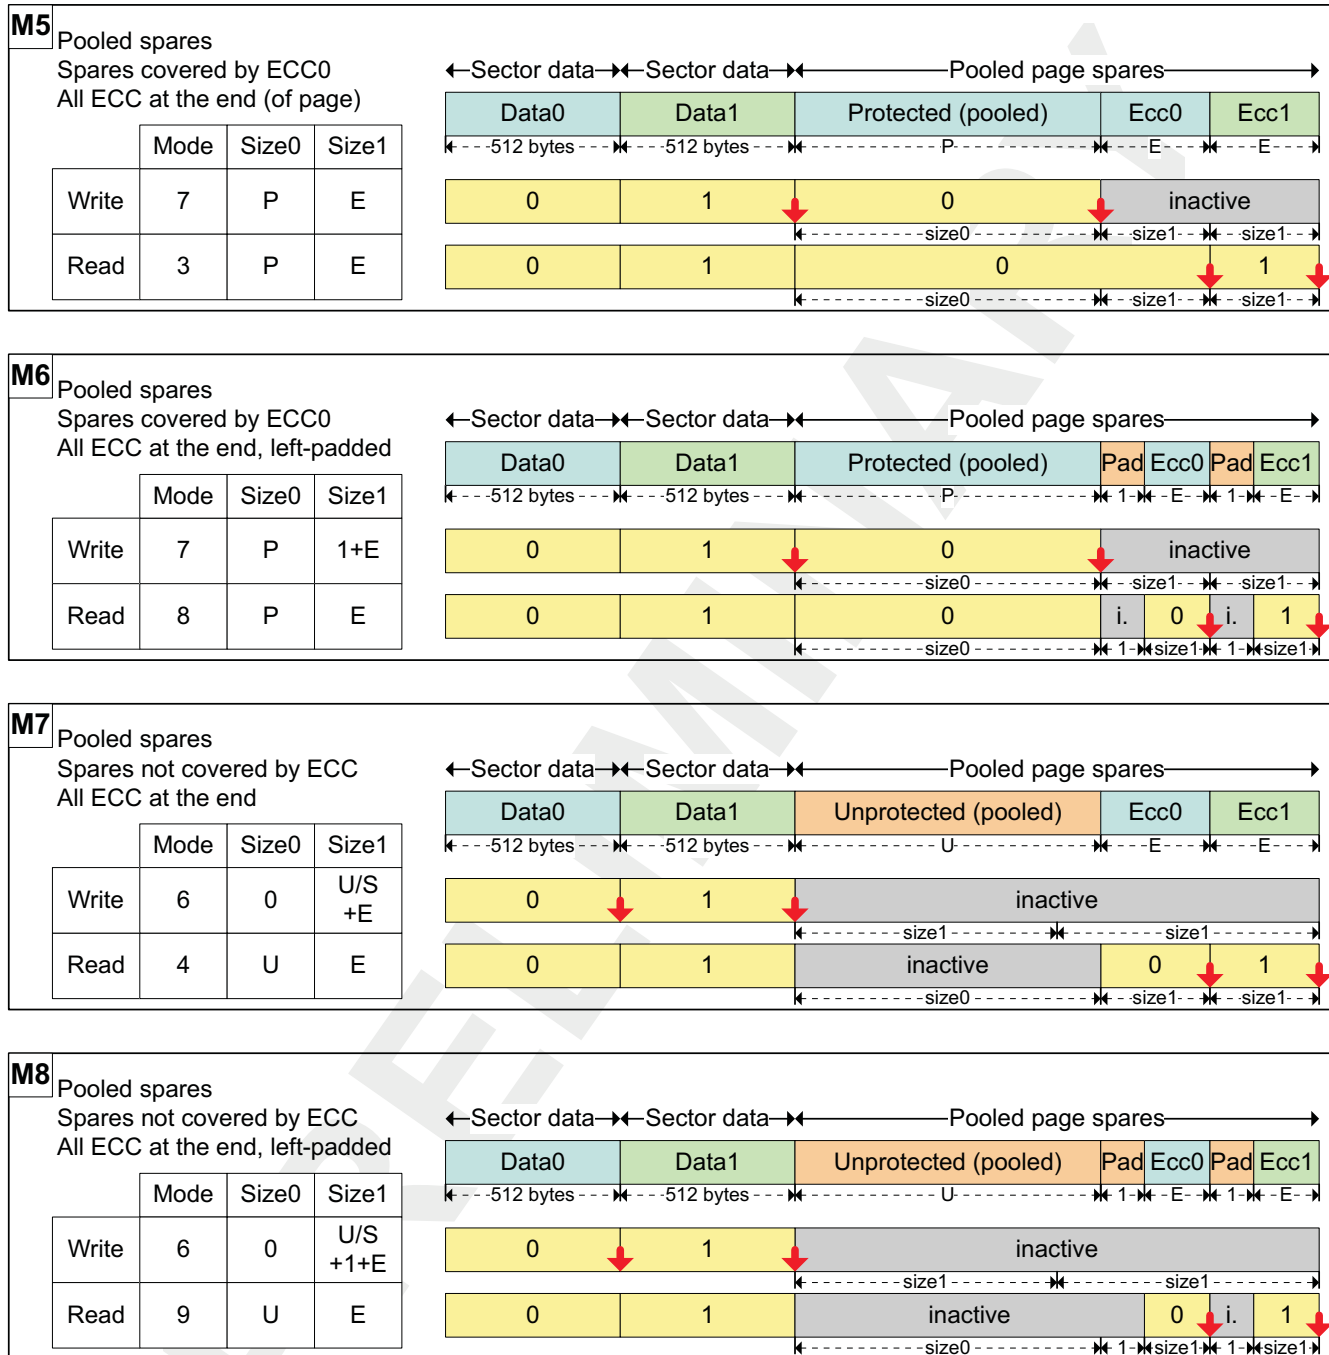 M5
Pooled spares
Spares covered by ECC0
All ECC at the end (of page)
Mode Size0 Size1
Write 7 P E
Read 3 P E
Sector data Sector data Pooled page spares
Data0 Data1 Protected (pooled) Ecc0 Ecc1
512 bytes 512 bytes P E E
0 1 0 inactive
size0 size1 size1
0 1 0 1
size0 size1 size1
M6
Pooled spares
Spares covered by ECC0
All ECC at the end, left-padded
Mode Size0 Size1
Write 7 P 1+E
Read 8 P E
Sector data Sector data Pooled page spares
Data0 Data1 Protected (pooled) Pad Ecc0 Pad Ecc1
512 bytes 512 bytes P 1 E 1 E
0 1 0 inactive
size0 size1 size1
0 1 0 i. 0 i. 1
size0 1 size1 1 size1
M7
Pooled spares
Spares not covered by ECC
All ECC at the end
Mode Size0 Size1
Write 6 0 U/S
+E
Read 4 U E
Sector data Sector data Pooled page spares
Data0 Data1 Unprotected (pooled) Ecc0 Ecc1
512 bytes 512 bytes U E E
0 1 inactive
size1 size1
0 1 inactive 0 1
size0 size1 size1
M8
Pooled spares
Spares not covered by ECC
All ECC at the end, left-padded
Mode Size0 Size1
Write 6 0 U/S
+1+E
Read 9 U E
Sector data Sector data Pooled page spares
Data0 Data1 Unprotected (pooled) Pad Ecc0 Pad Ecc1
512 bytes 512 bytes U 1 E 1 E
0 1 inactive
size1 size1
0 1 inactive 0 i. 1
size0 1 size1 1 size1
PRELIMINARY